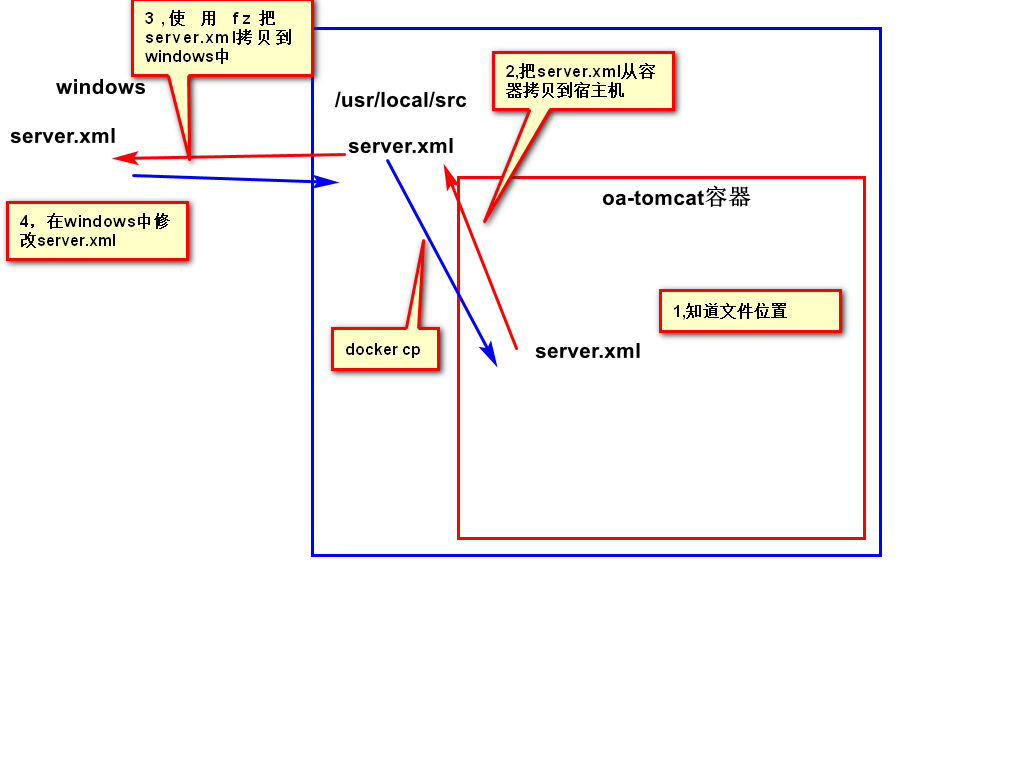 3 ,使 用 fz 把
server.xml拷 贝 到
windows中
windows
server.xml
4，在windows中修
改server.xml
/usr/local/src
server.xml
2,把server.xml从容
器拷贝到宿主机
oa-tomcat容器
1,知道文件位置
docker cp
server.xml